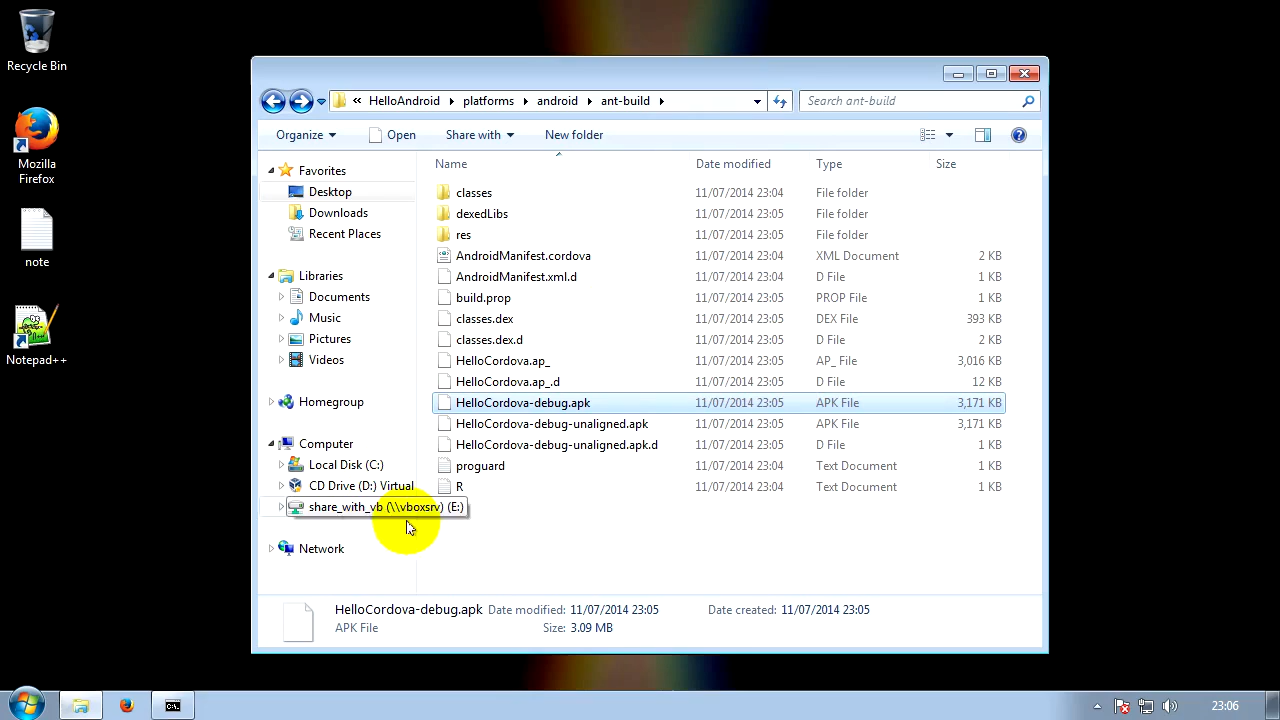 Recycle Bin
Mozilla
Firefox
note
Notepad++
« HelloAndroid platforms android ant-build
Search ant-build
Organize Open Share with New folder
Favorites
Desktop
Downloads
Recent Places
Libraries
Documents
Music
Pictures
Videos
Homegroup
Computer
Local Disk (C:)
CD Drive (D:) Virtual
share_with_vb (\\vboxsrv) (E:)
Network
Name Date modified Type Size
classes 11/07/2014 23:04 File folder
dexedLibs 11/07/2014 23:05 File folder
res 11/07/2014 23:04 File folder
AndroidManifest.cordova 11/07/2014 23:04 XML Document 2 KB
AndroidManifest.xml.d 11/07/2014 23:04 D File 1 KB
build.prop 11/07/2014 23:05 PROP File 1 KB
classes.dex 11/07/2014 23:05 DEX File 393 KB
classes.dex.d 11/07/2014 23:05 D File 2 KB
HelloCordova.ap_ 11/07/2014 23:05 AP_ File 3,016 KB
HelloCordova.ap_.d 11/07/2014 23:05 D File 12 KB
HelloCordova-debug.apk 11/07/2014 23:05 APK File 3,171 KB
HelloCordova-debug-unaligned.apk 11/07/2014 23:05 APK File 3,171 KB
HelloCordova-debug-unaligned.apk.d 11/07/2014 23:05 D File 1 KB
proguard 11/07/2014 23:04 Text Document 1 KB
R 11/07/2014 23:04 Text Document 1 KB
HelloCordova-debug.apk Date modified: 11/07/2014 23:05 Date created: 11/07/2014 23:05
APK File Size: 3.09 MB
23:06